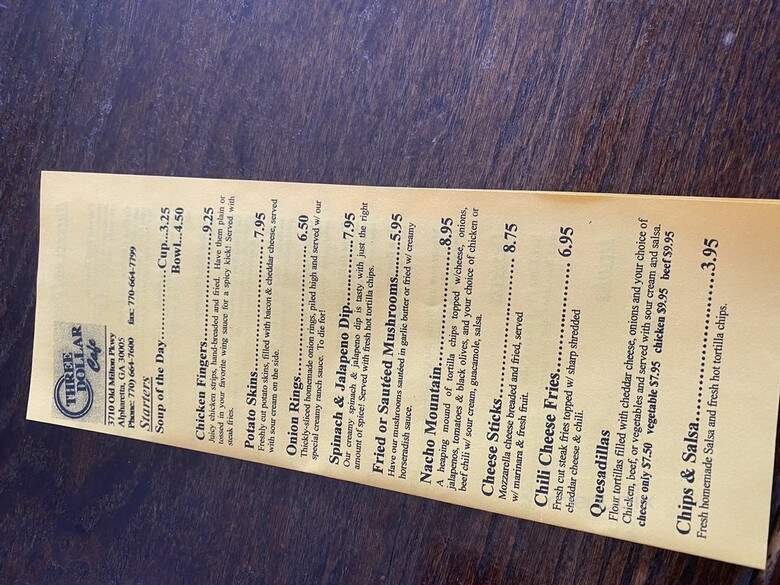 THREE
DOLLAR
Cafe
3710 Old Milton Pkwy
Alpharetta, GA 30005
Phone: 770) 664-7600 fax: 770-664-7799
Starters
Soup of the Day..................Cup...3.25
Bowl...4.50
Chicken Fingers........................9.25
Juicy chicken strips, hand-breaded and fried. Have them plain or
tossed in your favorite wing sauce for a spicy kick! Served with
steak fries.
Potato Skins.............................7.95
Freshly cut potato skins, filled with bacon & cheddar cheese, served
with sour cream on the side.
Onion Rings.............................. 6.50
Thickly-sliced homemade onion rings, piled high and served w/ our
special creamy ranch sauce. To die for!
Spinach & Jalapeno Dip.............7.95
Our creamy spinach & jalapeno dip is tasty with just the right
amount of spice! Served with fresh hot tortilla chips.
Fried or Sautéed Mushrooms.......5.95
Have our mushrooms sautéed in garlic butter or fried w/ creamy
horseradish sauce.
Nacho Mountain........................8.95
A heaping mound of tortilla chips topped w/cheese, onions,
jalapenos, tomatoes & black olives, and your choice of chicken or
beef chili w/ sour cream, guacamole, salsa.
Cheese Sticks............................ 8.75
Mozzarella cheese breaded and fried, served
w/ marinara & fresh fruit.
Chili Cheese Fries...................... 6.95
Fresh cut steak fries topped w/ sharp shredded
cheddar cheese & chili.
Quesadillas
Flour tortillas filled with cheddar cheese, onions and your choice of
Chicken, beef, or vegetables and served with sour cream and salsa.
cheese only $7.50 vegetable $7.95 chicken $9.95 beef $9.95
Chips & Salsa............................3.95
Fresh homemade Salsa and fresh hot tortilla chips.